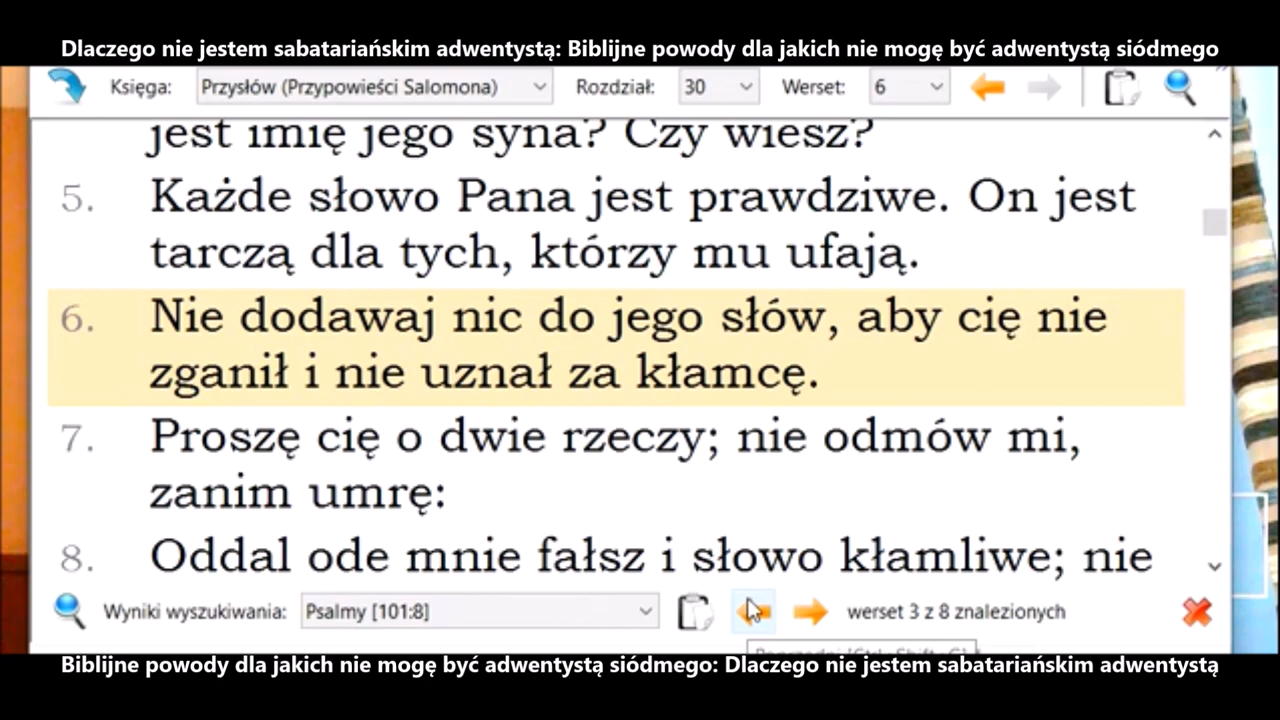 Dlaczego nie jestem sabatariańskim adwentystą: Biblijne powody dla jakich nie mogę być adwentystą siódmego
Księga: Przysłów (Przypowieści Salomona) Rozdział: 30 Werset: 6
jest imię jego syna? Czy wiesz?
5. Każde słowo Pana jest prawdziwe. On jest
tarczą dla tych, którzy mu ufają.
6. Nie dodawaj nic do jego słów, aby cię nie
zganił i nie uznał za kłamcę.
7. Proszę cię o dwie rzeczy; nie odmów mi,
zanim umrę:
8. Oddal ode mnie fałsz i słowo kłamliwe; nie
Wyniki wyszukiwania: Psalmy [101:8] werset 3 z 8 znalezionych
Biblijne powody dla jakich nie mogę być adwentystą siódmego: Dlaczego nie jestem sabatariańskim adwentystą